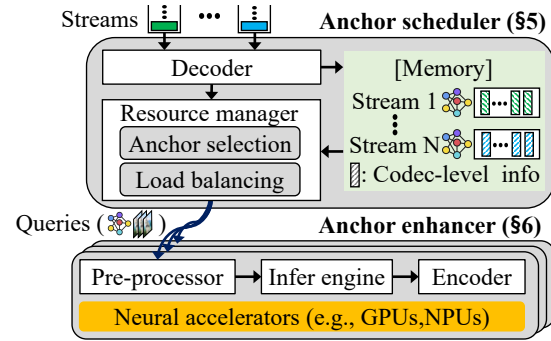 Streams ••• Anchor scheduler (§5)
Decoder
[Memory]
Resource manager
Stream 1
Anchor selection
Stream N
Load balancing
: Codec-level info
Queries ( )
Anchor enhancer (§6)
Pre-processor Infer engine Encoder
Neural accelerators (e.g., GPUs,NPUs)